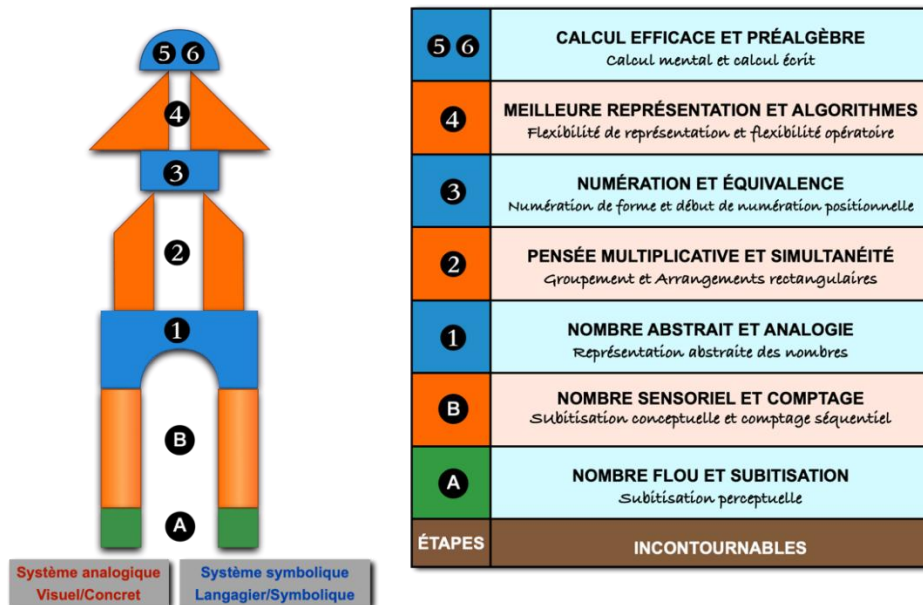 5 6
4
3
2
1
B
A
Système analogique
Visuel/Concret
Système symbolique
Langagier/Symbolique
5 6
CALCUL EFFICACE ET PRÉALGÈBRE
Calcul mental et calcul écrit
4
MEILLEURE REPRÉSENTATION ET ALGORITHMES
Flexibilité de représentation et flexibilité opératoire
3
NUMÉRATION ET ÉQUIVALENCE
Numération de forme et début de numération positionnelle
2
PENSÉE MULTIPLICATIVE ET SIMULTANÉITÉ
Groupement et Arrangements rectangulaires
1
NOMBRE ABSTRAIT ET ANALOGIE
Représentation abstraite des nombres
B
NOMBRE SENSORIEL ET COMPTAGE
SUbitisation conceptuelle et comptage séquentiel
A
NOMBRE FLOU ET SUBITISATION
Subitisation perceptuelle
ÉTAPES
INCONTOURNABLES